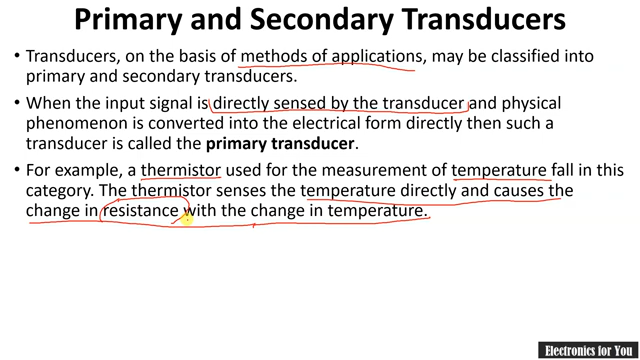 Primary and Secondary Transducers
• Transducers, on the basis of methods of applications, may be classified into
primary and secondary transducers.
• When the input signal is directly sensed by the transducer and physical
phenomenon is converted into the electrical form directly then such a
transducer is called the primary transducer.
• For example, a thermistor used for the measurement of temperature fall in this
category. The thermistor senses the temperature directly and causes the
change in resistance with the change in temperature.
Electronics for You